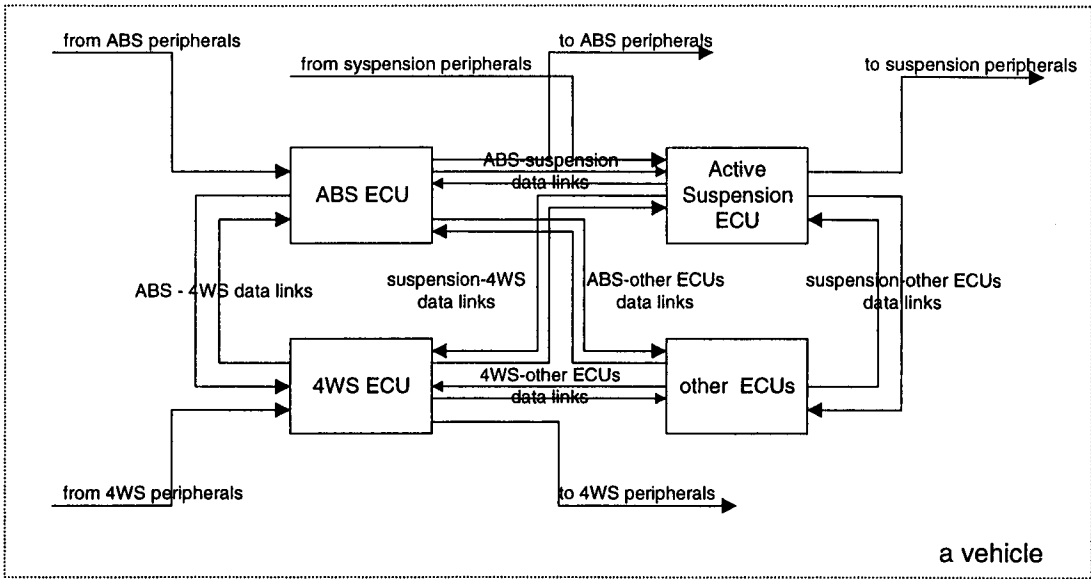 from ABS peripherals
to ABS peripherals
from syspension peripherals
to suspension peripherals
ABS ECU
ABS-suspension
data links
Active
Suspension
ECU
ABS - 4WS data links
suspension-4WS
data links
ABS-other ECUs
data links
suspension-other ECUs
data links
4WS ECU
4WS-other ECUs
data links
other ECUs
from 4WS peripherals
to 4WS peripherals
a vehicle